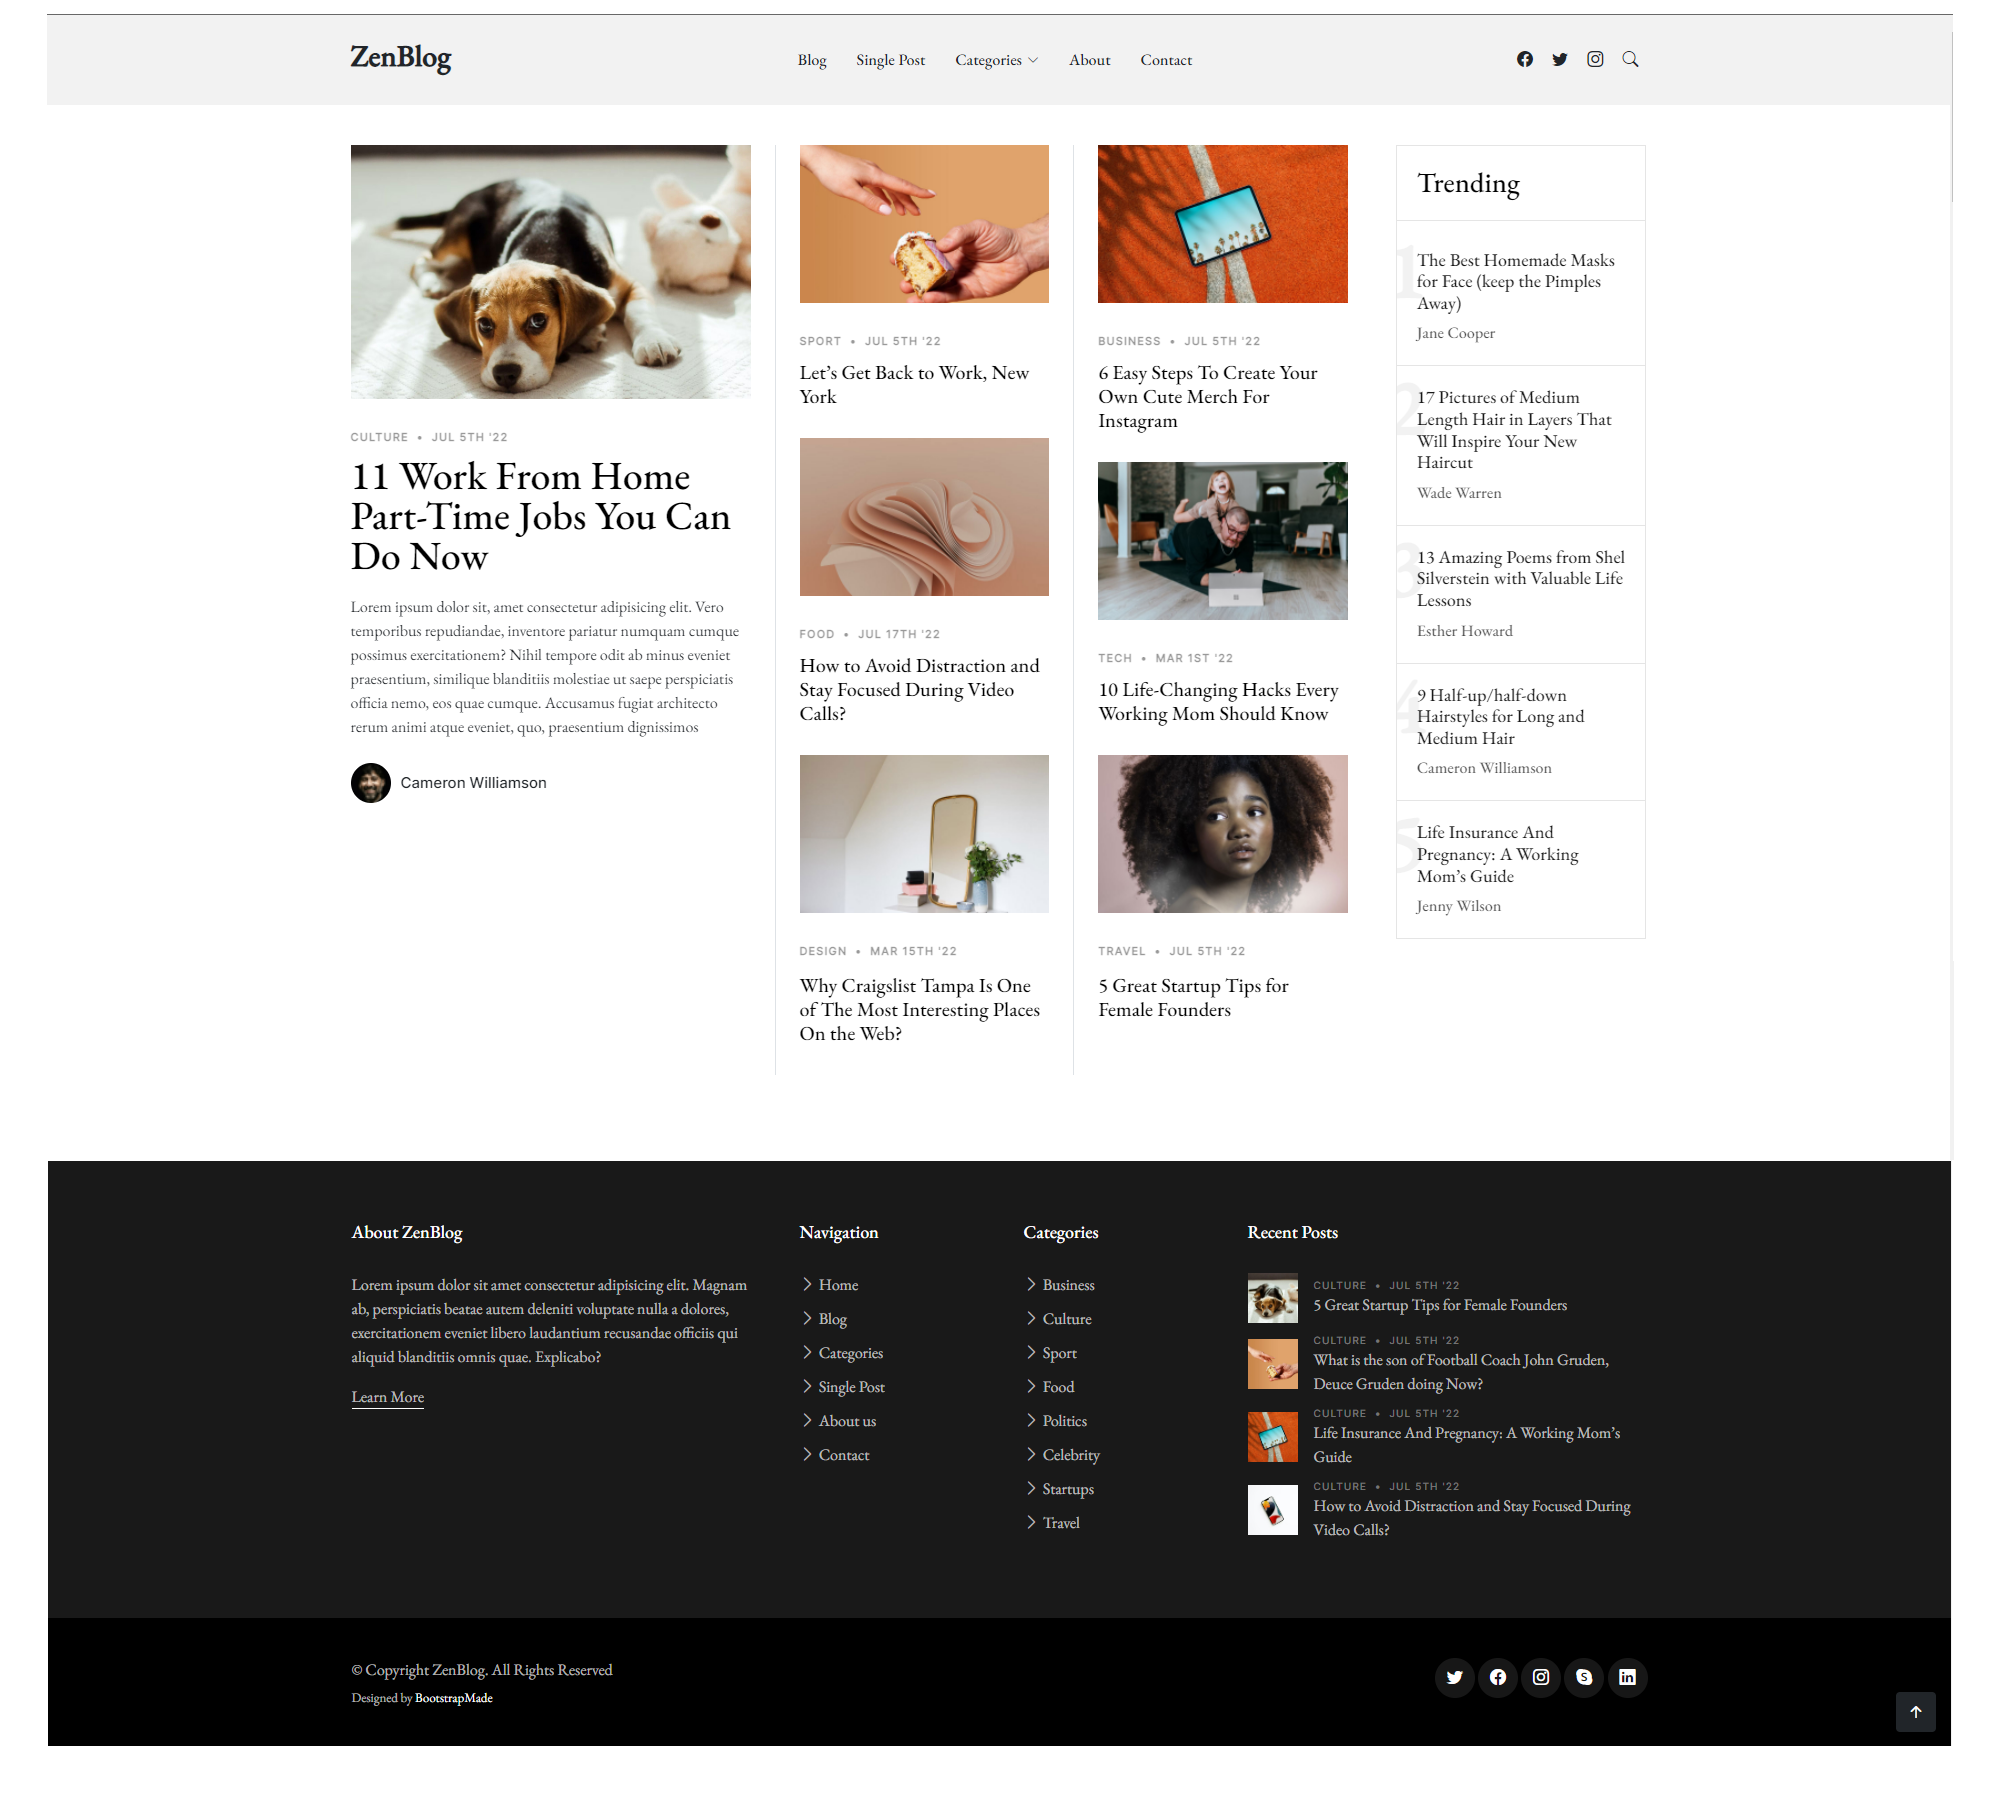 ZenBlog
Blog
Single Post
Categories
About
Contact
CULTURE • JUL 5TH '22
11 Work From Home
Part-Time Jobs You Can
Do Now
Lorem ipsum dolor sit, amet consectetur adipisicing elit. Vero
temporibus repudiandae, inventore pariatur numquam cumque
possimus exercitationem? Nihil tempore odit ab minus eveniet
praesentium, similique blanditiis molestiae ut saepe perspiciatis
officia nemo, eos quae cumque. Accusamus fugiat architecto
rerum animi atque eveniet, quo, praesentium dignissimos
Cameron Williamson
SPORT • JUL 5TH '22
Let’s Get Back to Work, New
York
FOOD • JUL 17TH '22
How to Avoid Distraction and
Stay Focused During Video
Calls?
DESIGN • MAR 15TH '22
Why Craigslist Tampa Is One
of The Most Interesting Places
On the Web?
BUSINESS • JUL 5TH '22
6 Easy Steps To Create Your
Own Cute Merch For
Instagram
TECH • MAR 1ST '22
10 Life-Changing Hacks Every
Working Mom Should Know
TRAVEL • JUL 5TH '22
5 Great Startup Tips for
Female Founders
Trending
1
The Best Homemade Masks
for Face (keep the Pimples
Away)
Jane Cooper
2
17 Pictures of Medium
Length Hair in Layers That
Will Inspire Your New
Haircut
Wade Warren
3
13 Amazing Poems from Shel
Silverstein with Valuable Life
Lessons
Esther Howard
4
9 Half-up/half-down
Hairstyles for Long and
Medium Hair
Cameron Williamson
5
Life Insurance And
Pregnancy: A Working
Mom’s Guide
Jenny Wilson
About ZenBlog
Lorem ipsum dolor sit amet consectetur adipisicing elit. Magnam
ab, perspiciatis beatae autem deleniti voluptate nulla a dolores,
exercitationem eveniet libero laudantium recusandae officiis qui
aliquid blanditiis omnis quae. Explicabo?
Learn More
Navigation
Home
Blog
Categories
Single Post
About us
Contact
Categories
Business
Culture
Sport
Food
Politics
Celebrity
Startups
Travel
Recent Posts
CULTURE • JUL 5TH '22
5 Great Startup Tips for Female Founders
CULTURE • JUL 5TH '22
What is the son of Football Coach John Gruden,
Deuce Gruden doing Now?
CULTURE • JUL 5TH '22
Life Insurance And Pregnancy: A Working Mom’s
Guide
CULTURE • JUL 5TH '22
How to Avoid Distraction and Stay Focused During
Video Calls?
© Copyright ZenBlog. All Rights Reserved
Designed by BootstrapMade